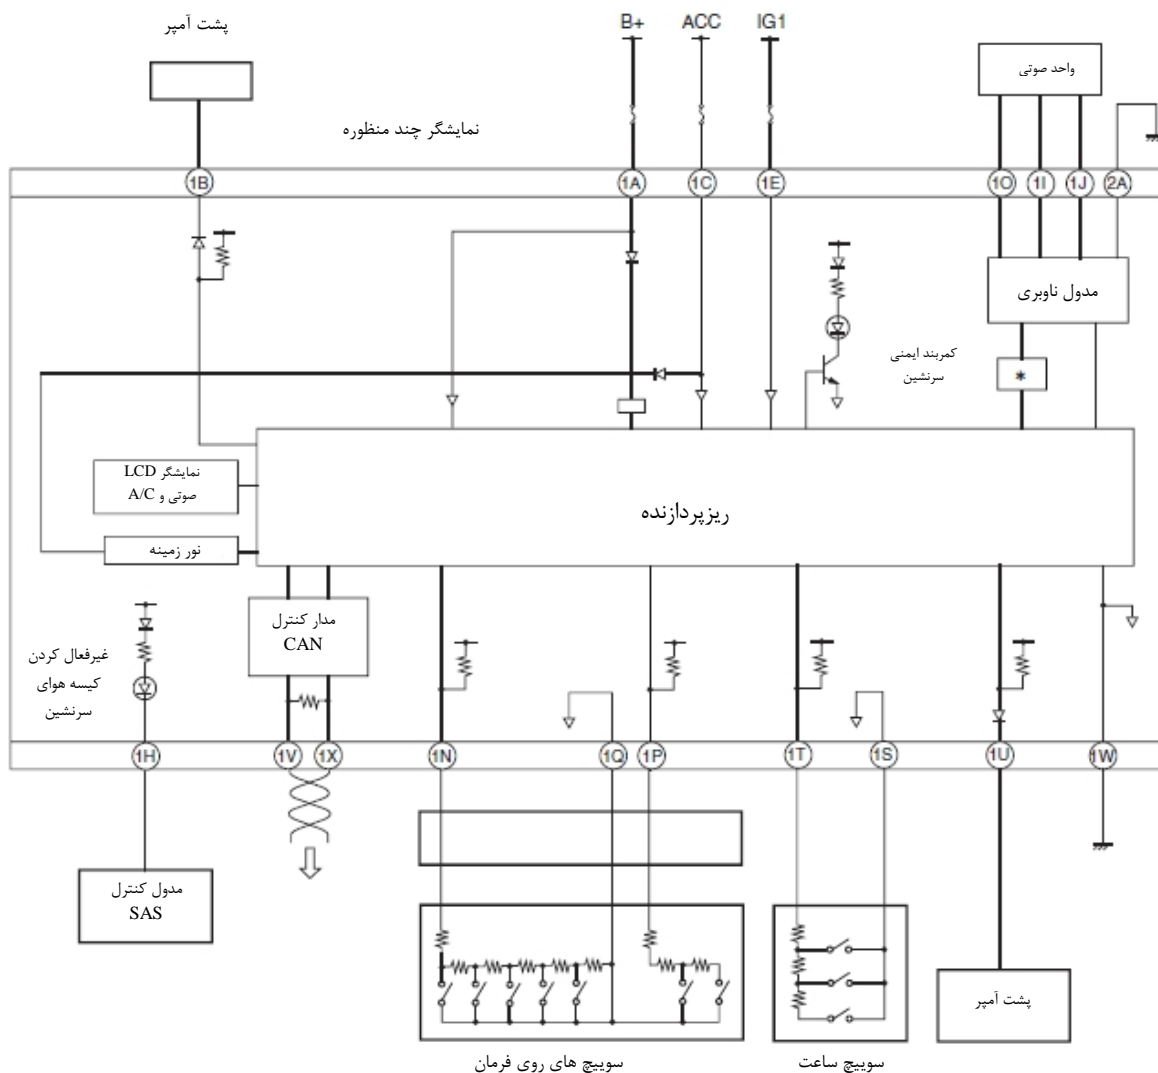 پشت آمپر
B+
ACC
IG1
واحد صوتی
نمایشگر چند منظوره
1B
1A
1C
1E
1O
1I
1J
2A
مدول ناوبری
کمربند ایمنی
سرنشین
*
نمایشگر LCD
صوتی و A/C
ریزپردازنده
نور زمینه
مدار کنترل
CAN
غیرفعال کردن
کیسه هوای
سرنشین
1H
1V
1X
1N
1Q
1P
1T
1S
1U
1W
مدول کنترل
SAS
پشت آمپر
سوییچ های روی فرمان
سوییچ ساعت